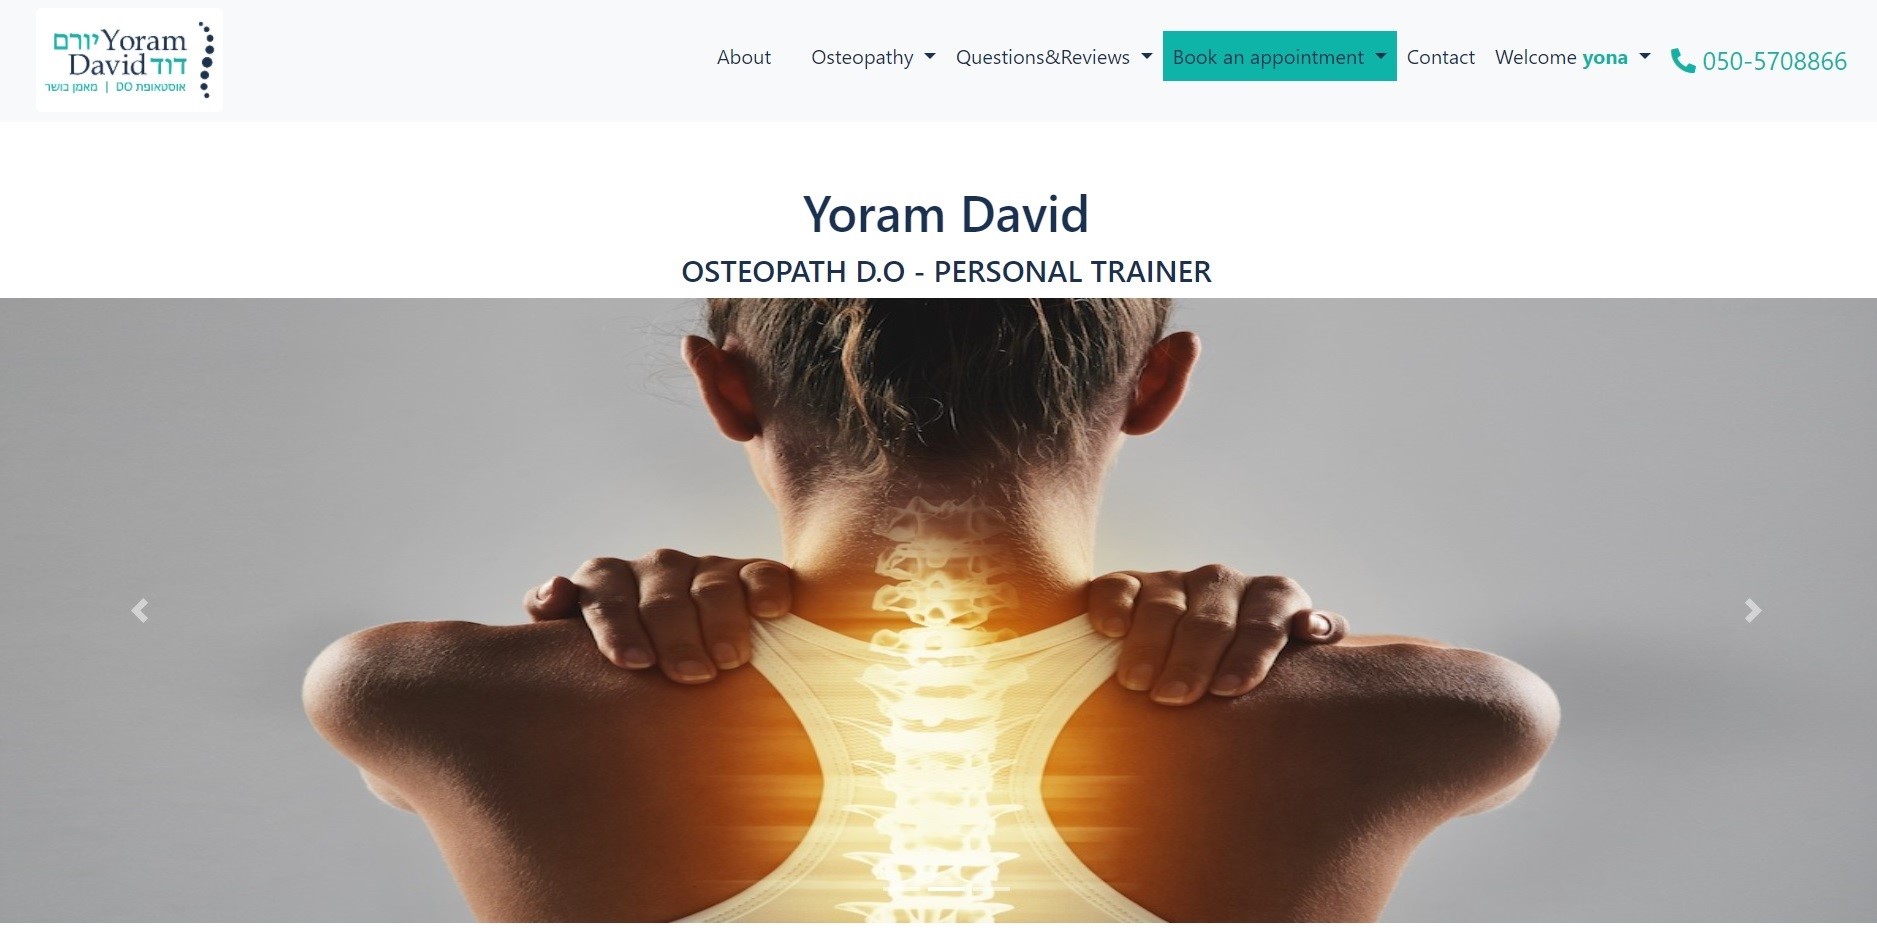 יורם Yoram
David דוד
אוסטאופת DO | מאמן כושר
About
Osteopathy
Questions&Reviews
Book an appointment
Contact
Welcome yona
050-5708866
Yoram David
OSTEOPATH D.O - PERSONAL TRAINER